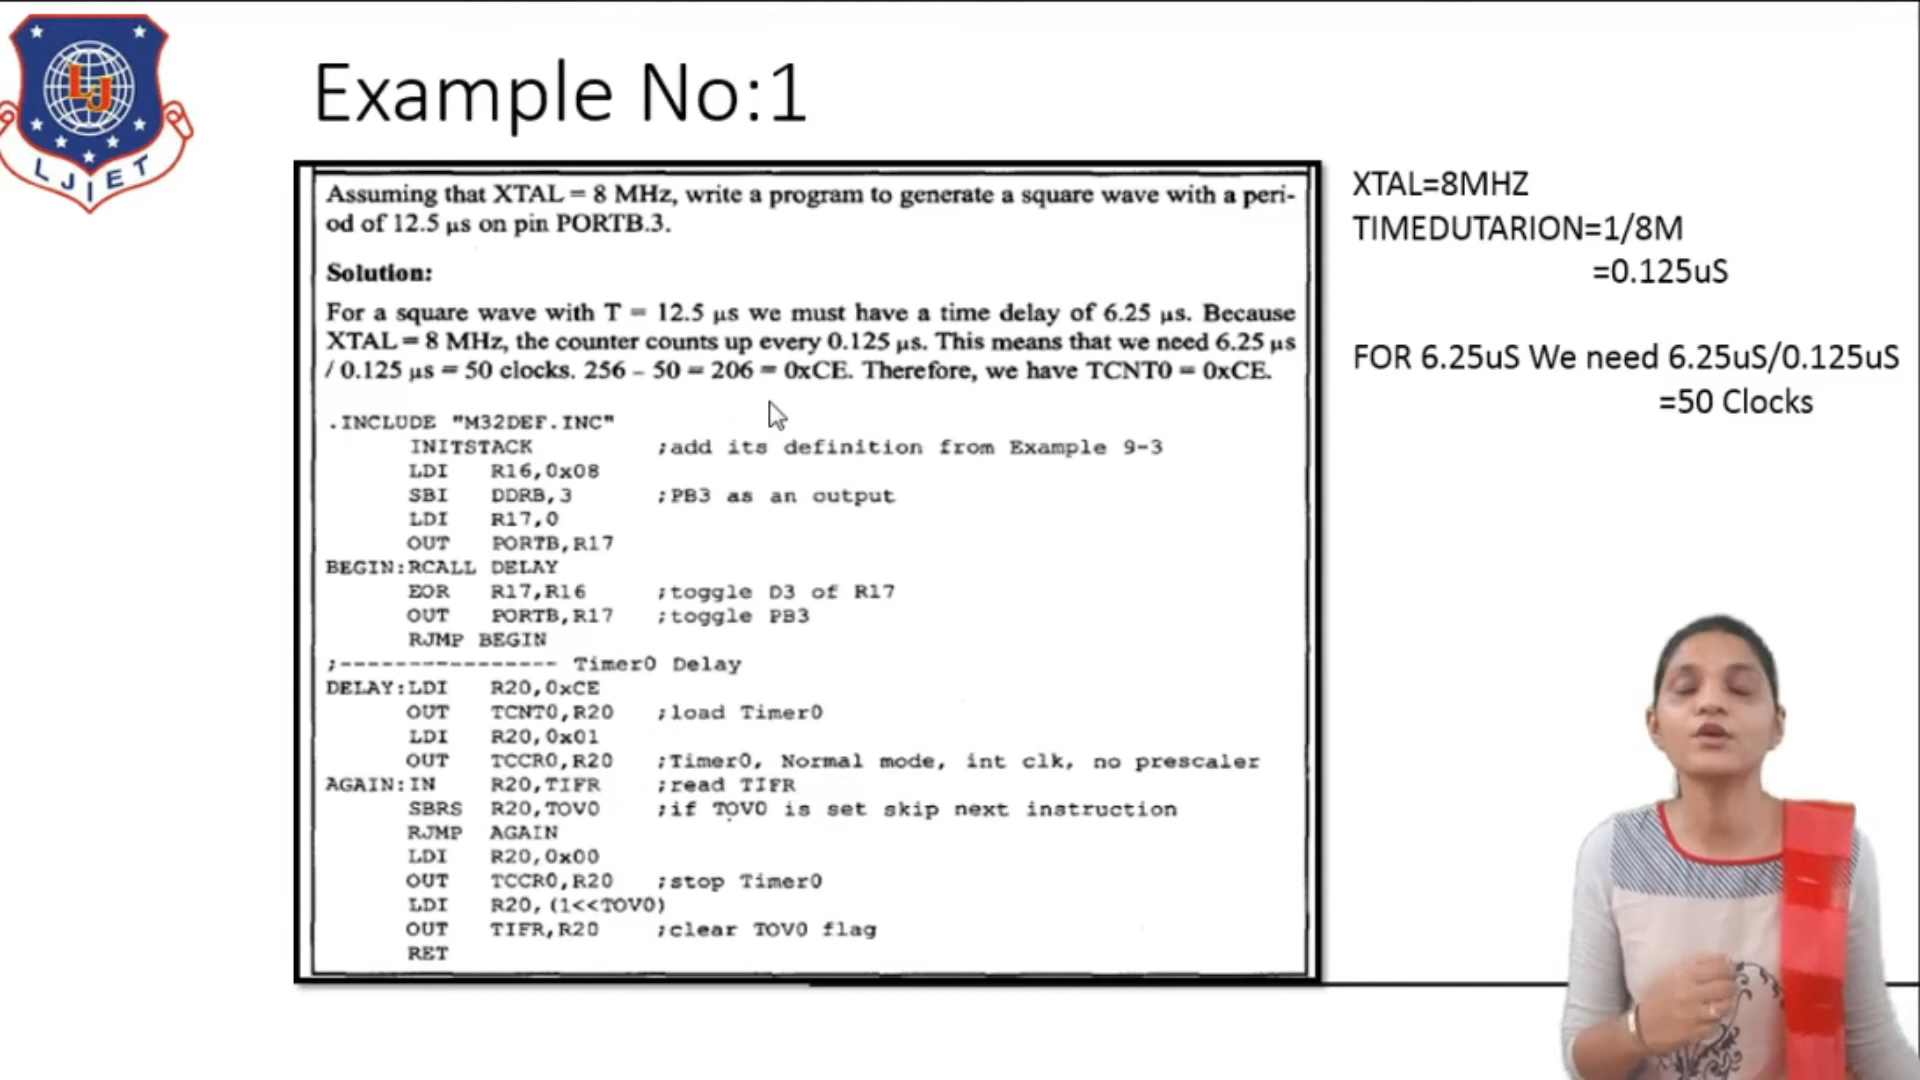 LJ
LJIET
Example No:1
Assuming that XTAL = 8 MHz, write a program to generate a square wave with a peri-
od of 12.5 µs on pin PORTB.3.
Solution:
For a square wave with T = 12.5 µs we must have a time delay of 6.25 µs. Because
XTAL = 8 MHz, the counter counts up every 0.125 µs. This means that we need 6.25 µs
/ 0.125 µs = 50 clocks. 256 – 50 = 206 = 0xCE. Therefore, we have TCNT0 = 0xCE.
.INCLUDE "M32DEF.INC"
INITSTACK ;add its definition from Example 9-3
LDI R16,0x08
SBI DDRB,3 ;PB3 as an output
LDI R17,0
OUT PORTB,R17
BEGIN:RCALL DELAY
EOR R17,R16 ;toggle D3 of R17
OUT PORTB,R17 ;toggle PB3
RJMP BEGIN
;---------------- Timer0 Delay
DELAY:LDI R20,0xCE
OUT TCNT0,R20 ;load Timer0
LDI R20,0x01
OUT TCCR0,R20 ;Timer0, Normal mode, int clk, no prescaler
AGAIN:IN R20,TIFR ;read TIFR
SBRS R20,TOV0 ;if TOV0 is set skip next instruction
RJMP AGAIN
LDI R20,0x00
OUT TCCR0,R20 ;stop Timer0
LDI R20,(1<<TOV0)
OUT TIFR,R20 ;clear TOV0 flag
RET
XTAL=8MHZ
TIMEDUTARION=1/8M
=0.125uS
FOR 6.25uS We need 6.25uS/0.125uS
=50 Clocks